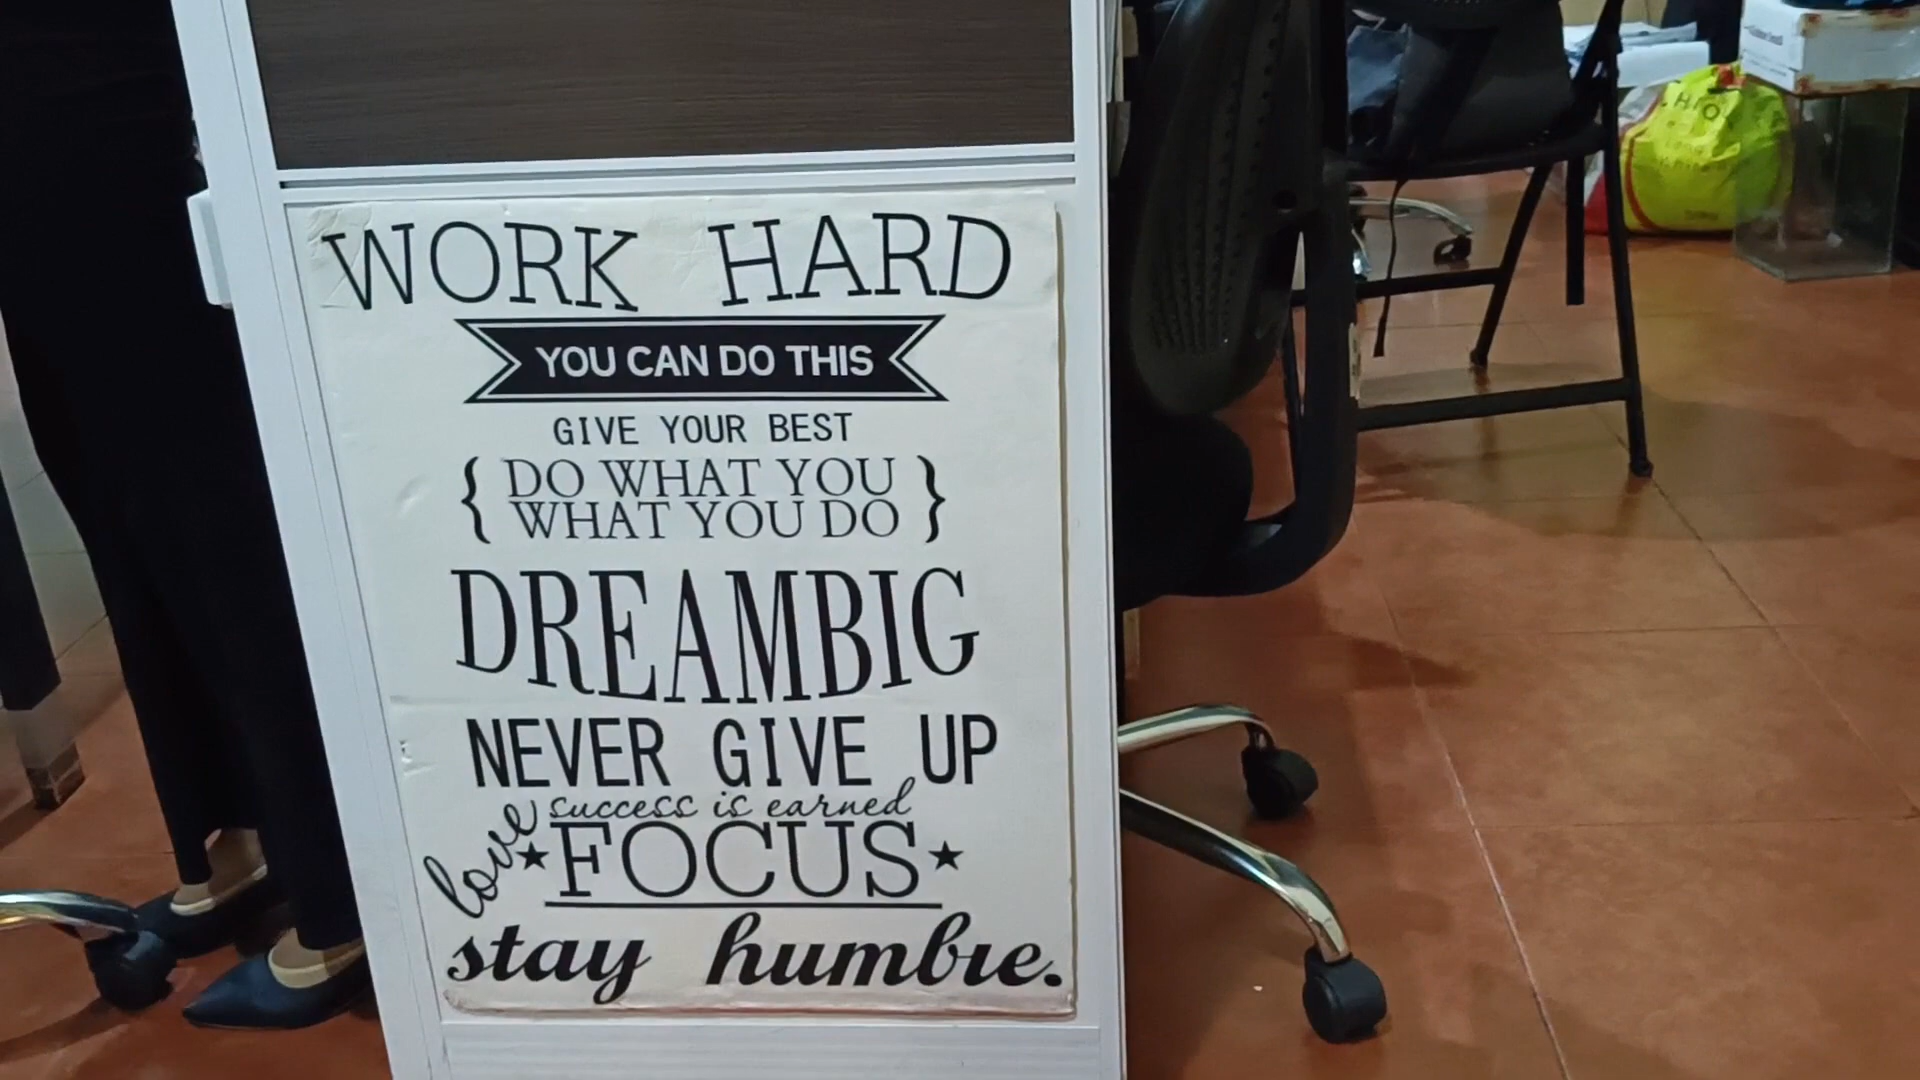 WORK HARD
YOU CAN DO THIS
GIVE YOUR BEST
{ DO WHAT YOU
WHAT YOU DO }
DREAMBIG
NEVER GIVE UP
success is earned
love
★FOCUS★
stay humbıe.